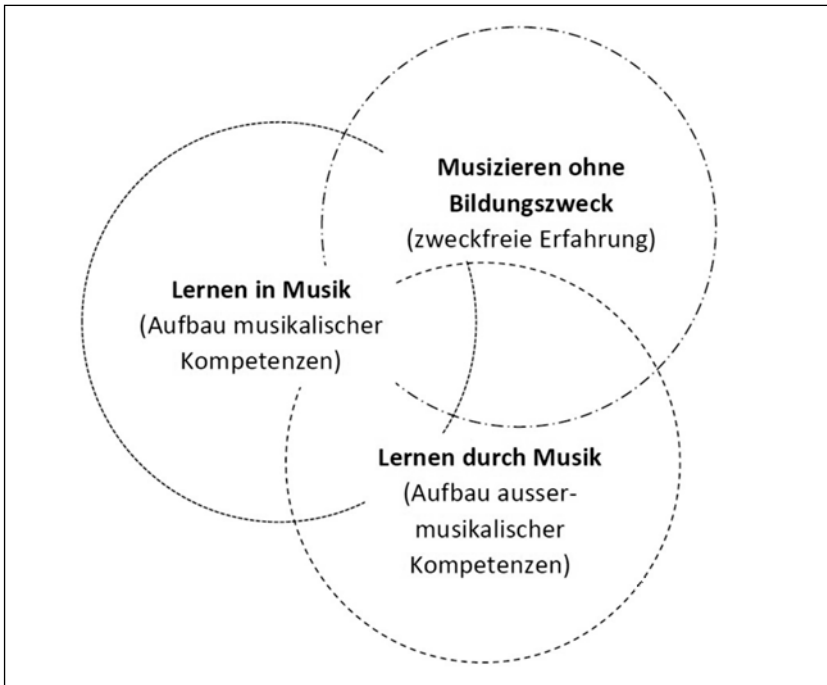 Musizieren ohne
Bildungszweck
(zweckfreie Erfahrung)
Lernen in Musik
(Aufbau musikalischer
Kompetenzen)
Lernen durch Musik
(Aufbau ausser-
musikalischer
Kompetenzen)